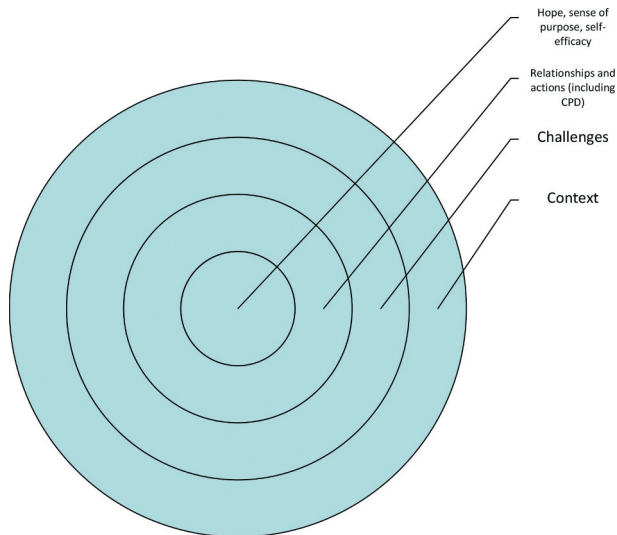 Hope, sense of
purpose, self-
efficacy
Relationships and
actions (including
CPD)
Challenges
Context